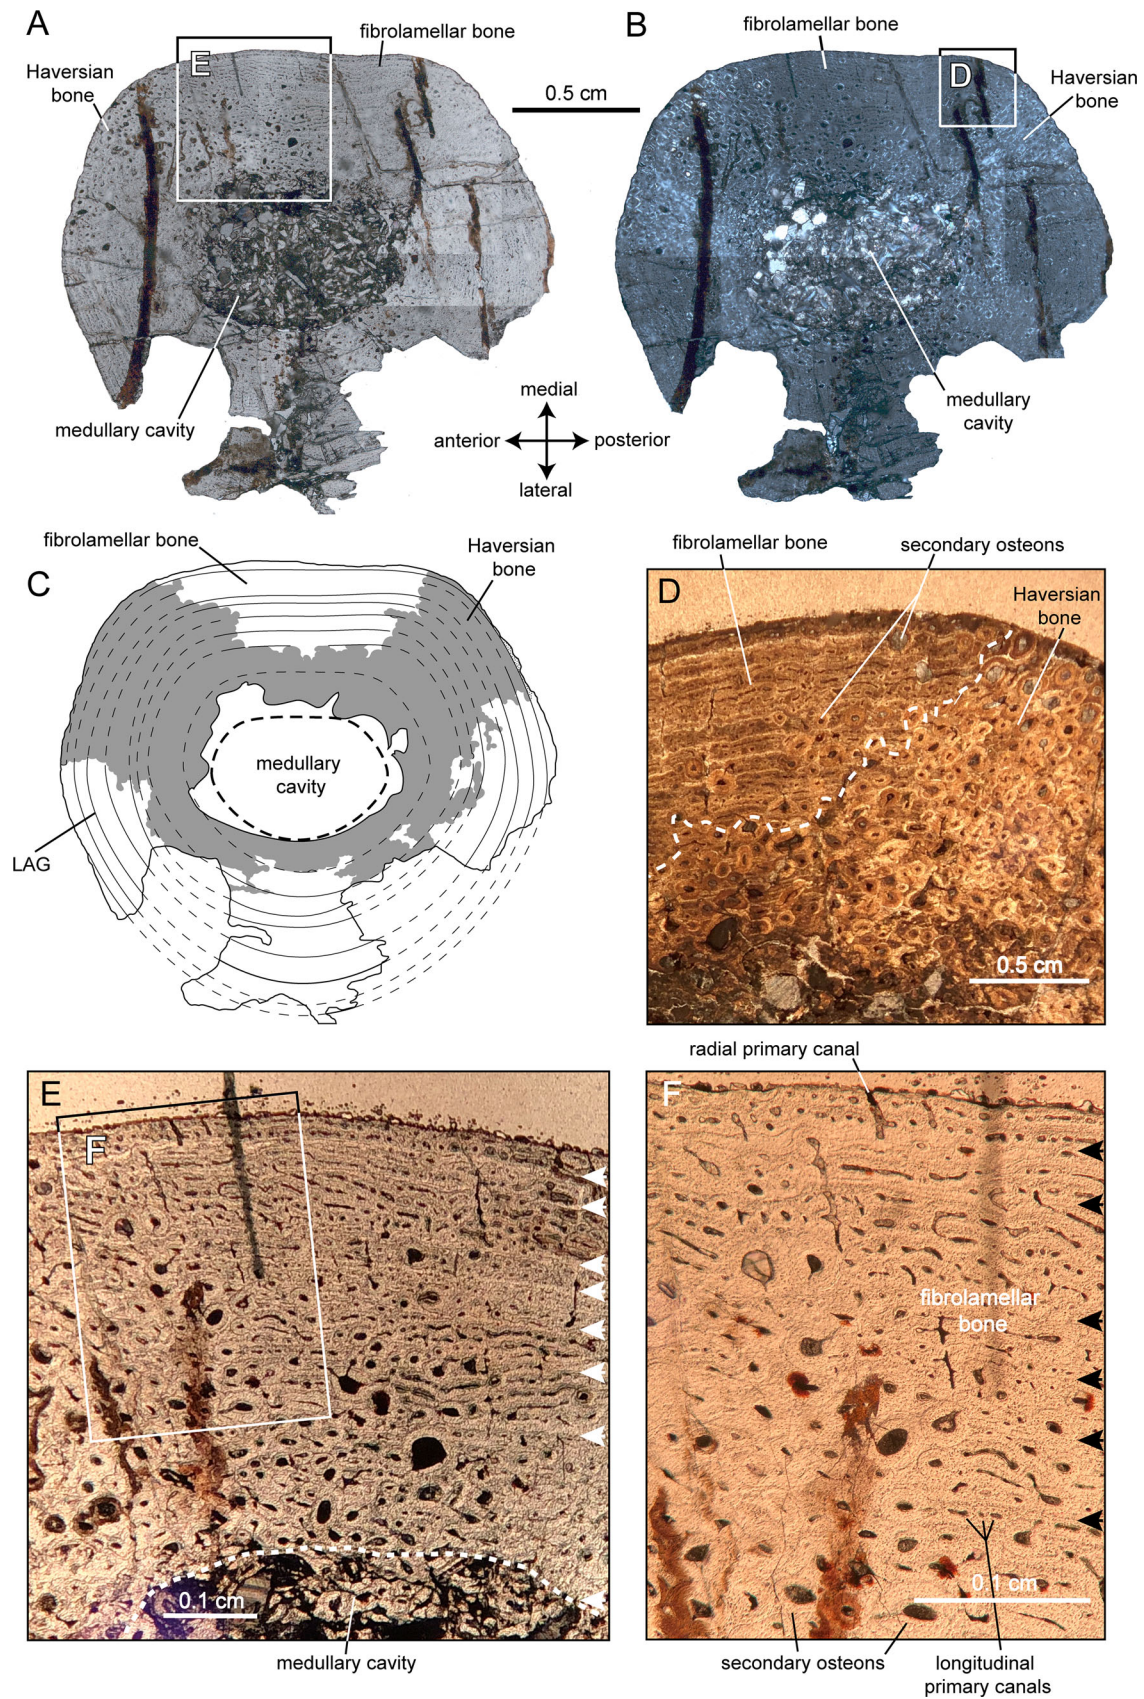 A
fibrolamellar bone
Haversian
bone
E
0.5 cm
medullary cavity
B
fibrolamellar bone
D
Haversian
bone
medullary
cavity
medial
anterior
posterior
lateral
C
fibrolamellar bone
Haversian
bone
medullary
cavity
LAG
D
fibrolamellar bone
secondary osteons
Haversian
bone
0.5 cm
E
F
0.1 cm
medullary cavity
radial primary canal
F
fibrolamellar
bone
0.1 cm
secondary osteons
longitudinal
primary canals